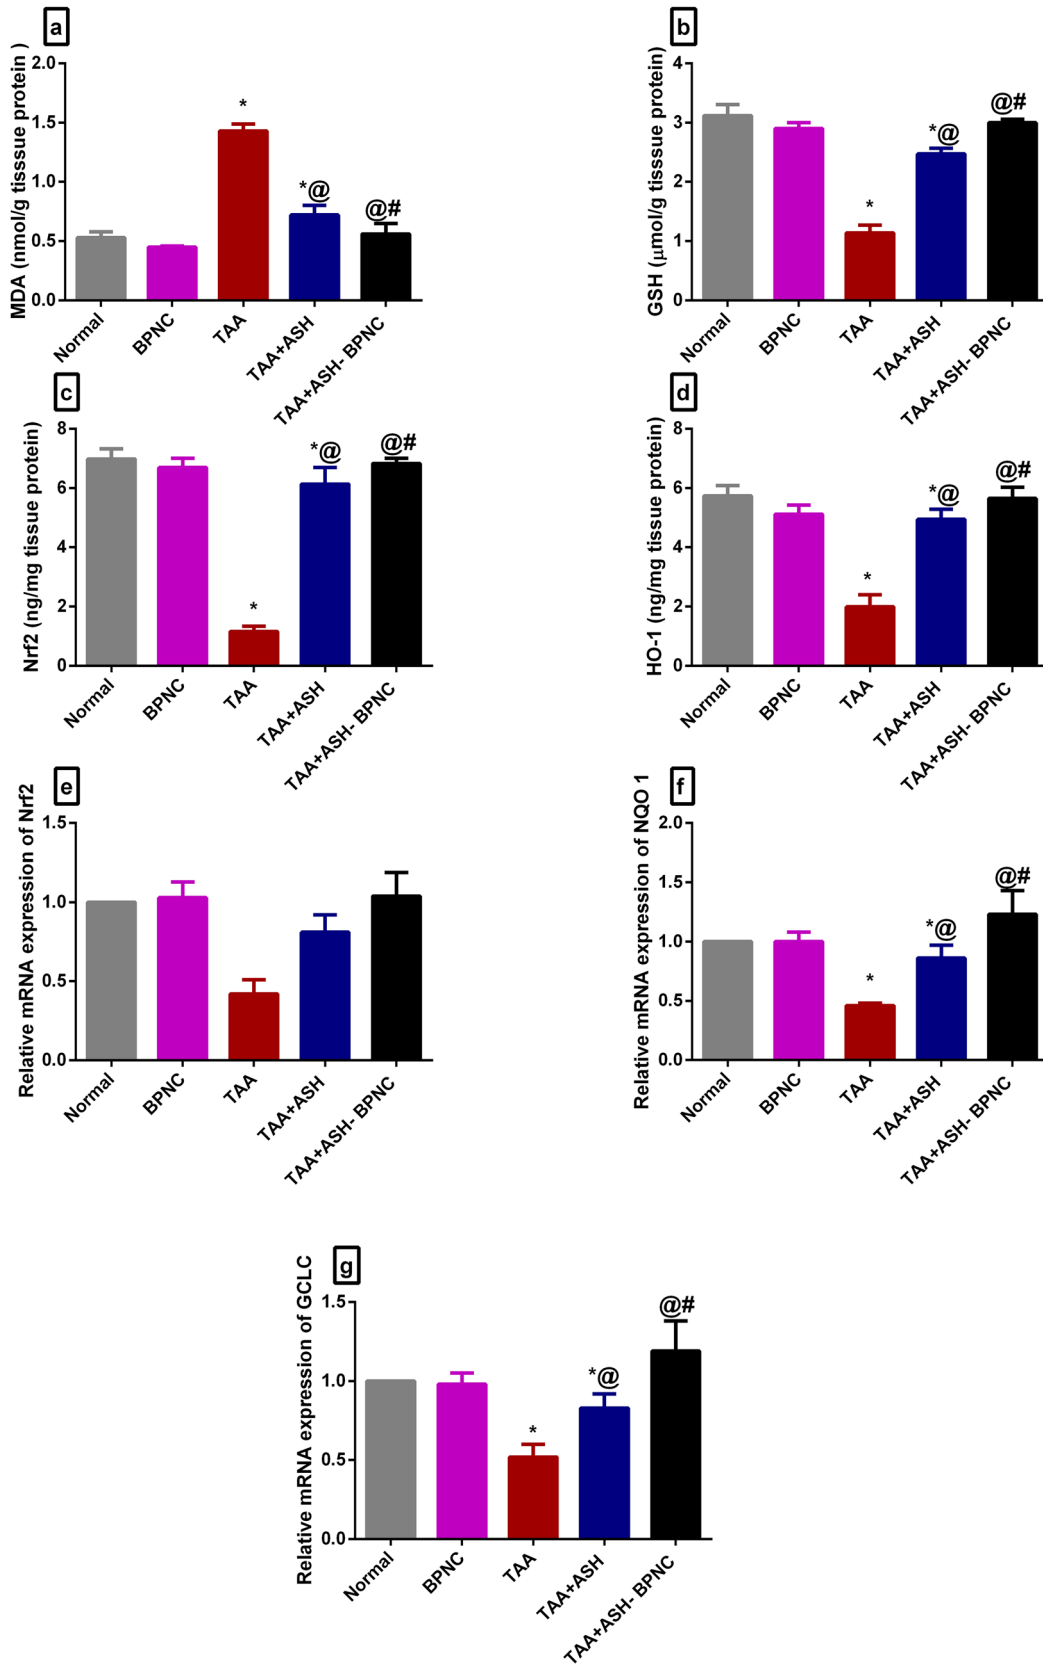 a
MDA (nmol/g tisssue protein )
2.0
1.5
1.0
0.5
0.0
*
*@
@#
Normal
BPNC
TAA
TAA+ASH
TAA+ASH- BPNC
b
GSH (μmol/g tisssue protein)
4
3
2
1
0
*
*@
@#
Normal
BPNC
TAA
TAA+ASH
TAA+ASH- BPNC
c
Nrf2 (ng/mg tissue protein)
8
6
4
2
0
*
*@
@#
Normal
BPNC
TAA
TAA+ASH
TAA+ASH- BPNC
d
HO-1 (ng/mg tissue protein)
8
6
4
2
0
*
*@
@#
Normal
BPNC
TAA
TAA+ASH
TAA+ASH- BPNC
e
Relative mRNA expression of Nrf2
1.5
1.0
0.5
0.0
Normal
BPNC
TAA
TAA+ASH
TAA+ASH- BPNC
f
Relative mRNA expression of NQO 1
2.0
1.5
1.0
0.5
0.0
*
*@
@#
Normal
BPNC
TAA
TAA+ASH
TAA+ASH- BPNC
g
Relative mRNA expression of GCLC
1.5
1.0
0.5
0.0
*
*@
@#
Normal
BPNC
TAA
TAA+ASH
TAA+ASH- BPNC